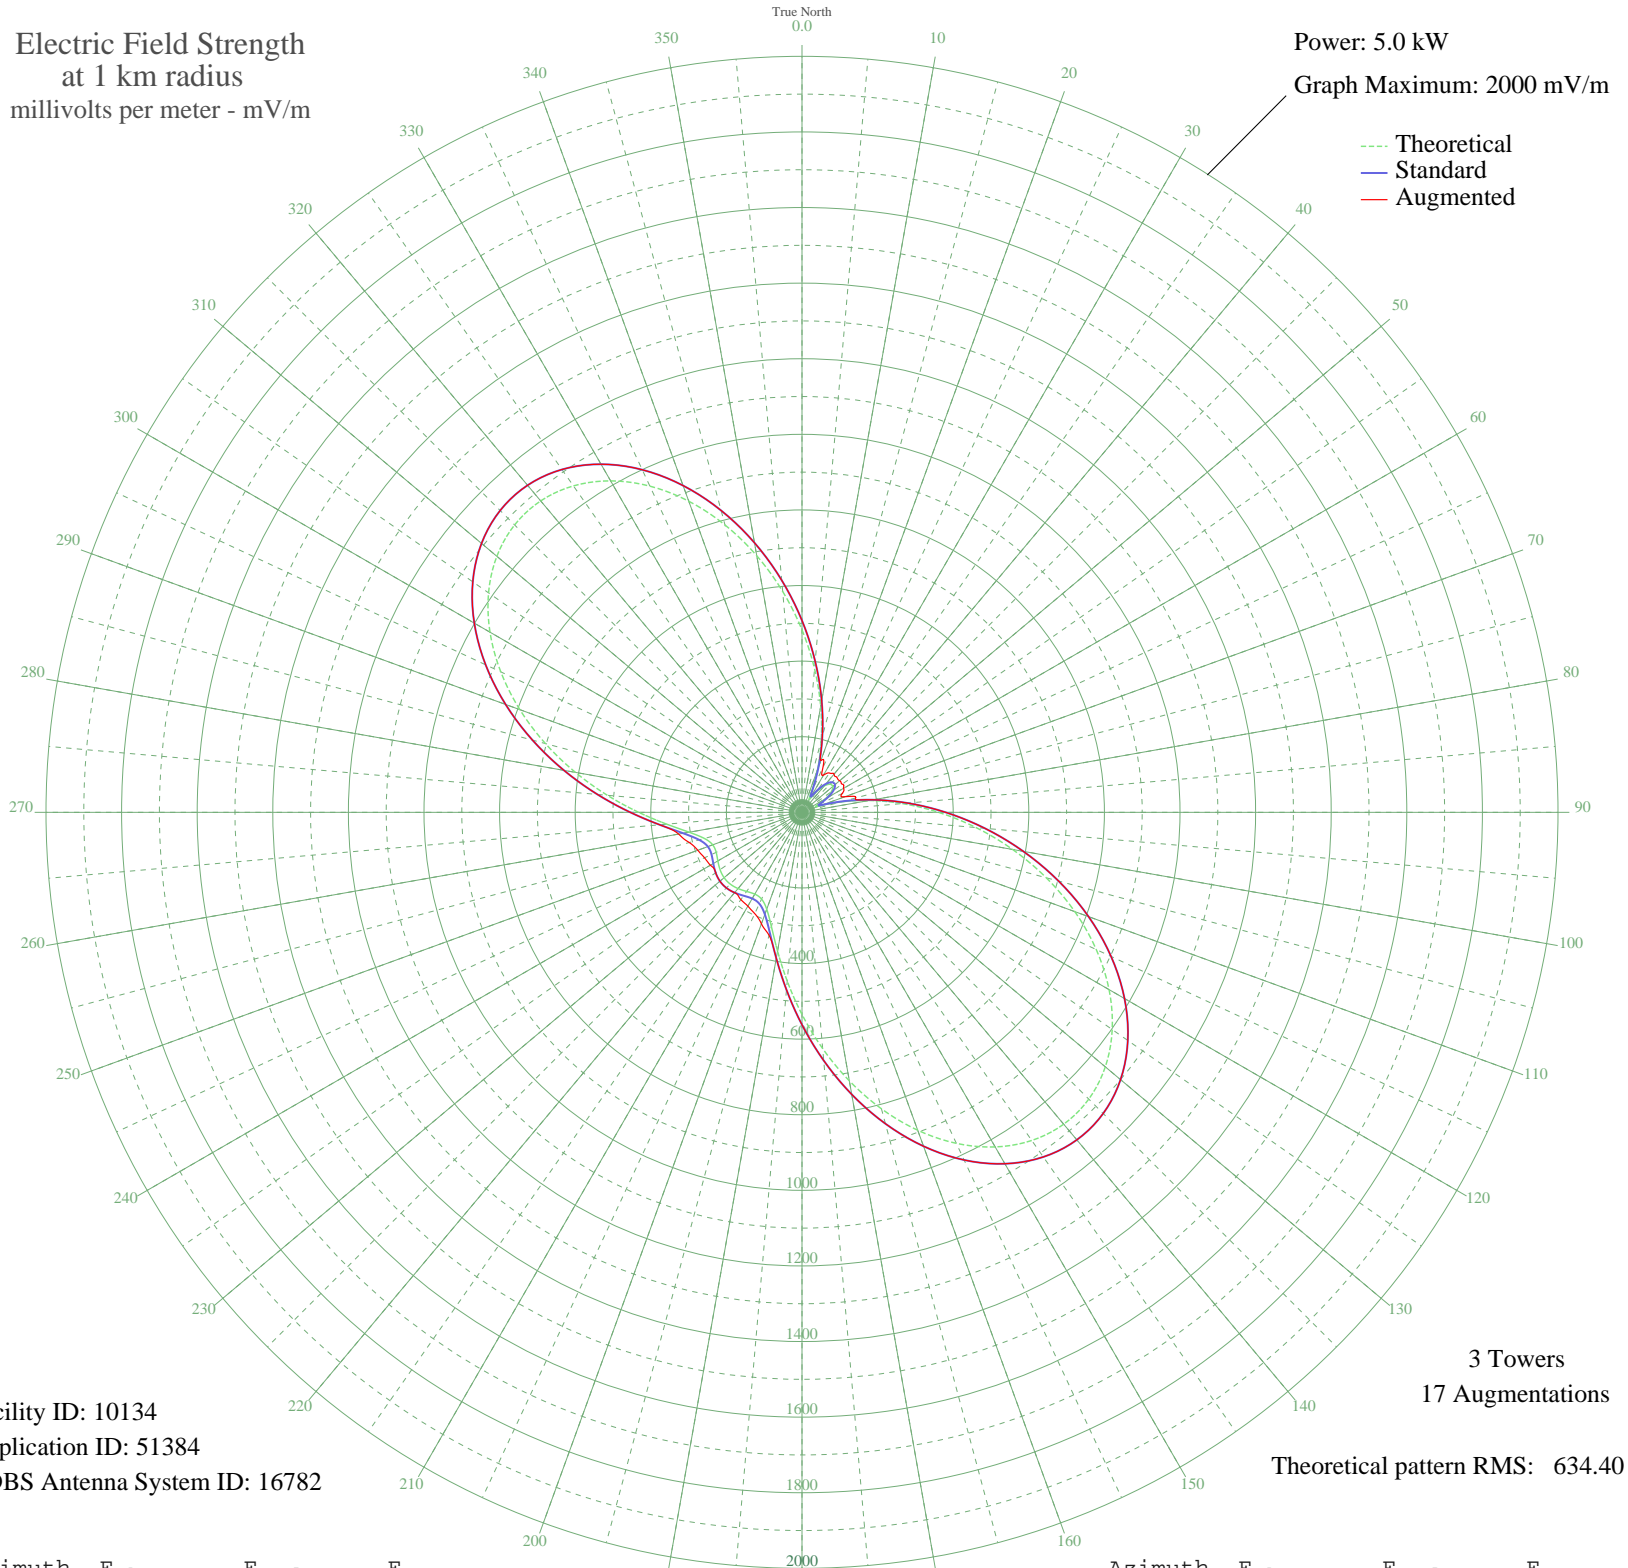 True North
0.0
Electric Field Strength
at 1 km radius
millivolts per meter - mV/m
Power: 5.0 kW
Graph Maximum: 2000 mV/m
Theoretical
Standard
Augmented
10
20
30
40
50
60
70
80
90
100
110
120
130
140
150
160
200
210
220
230
240
250
260
270
280
290
300
310
320
330
340
350
400
600
800
1000
1200
1400
1600
1800
2000
3 Towers
17 Augmentations
Theoretical pattern RMS: 634.40
cility ID: 10134
plication ID: 51384
DBS Antenna System ID: 16782
imuth E E E
Azimuth E E E